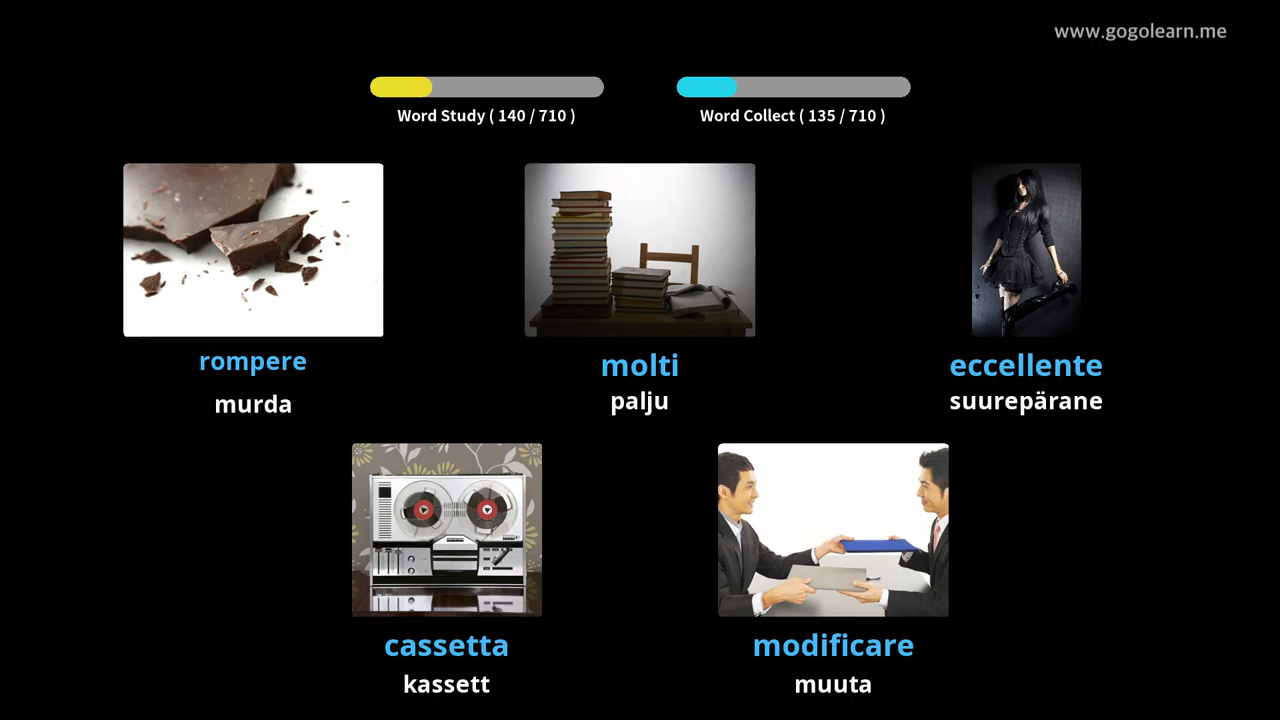 www.gogolearn.me
Word Study ( 140 / 710 )
Word Collect ( 135 / 710 )
rompere
murda
molti
palju
eccellente
suurepärane
cassetta
kassett
modificare
muuta